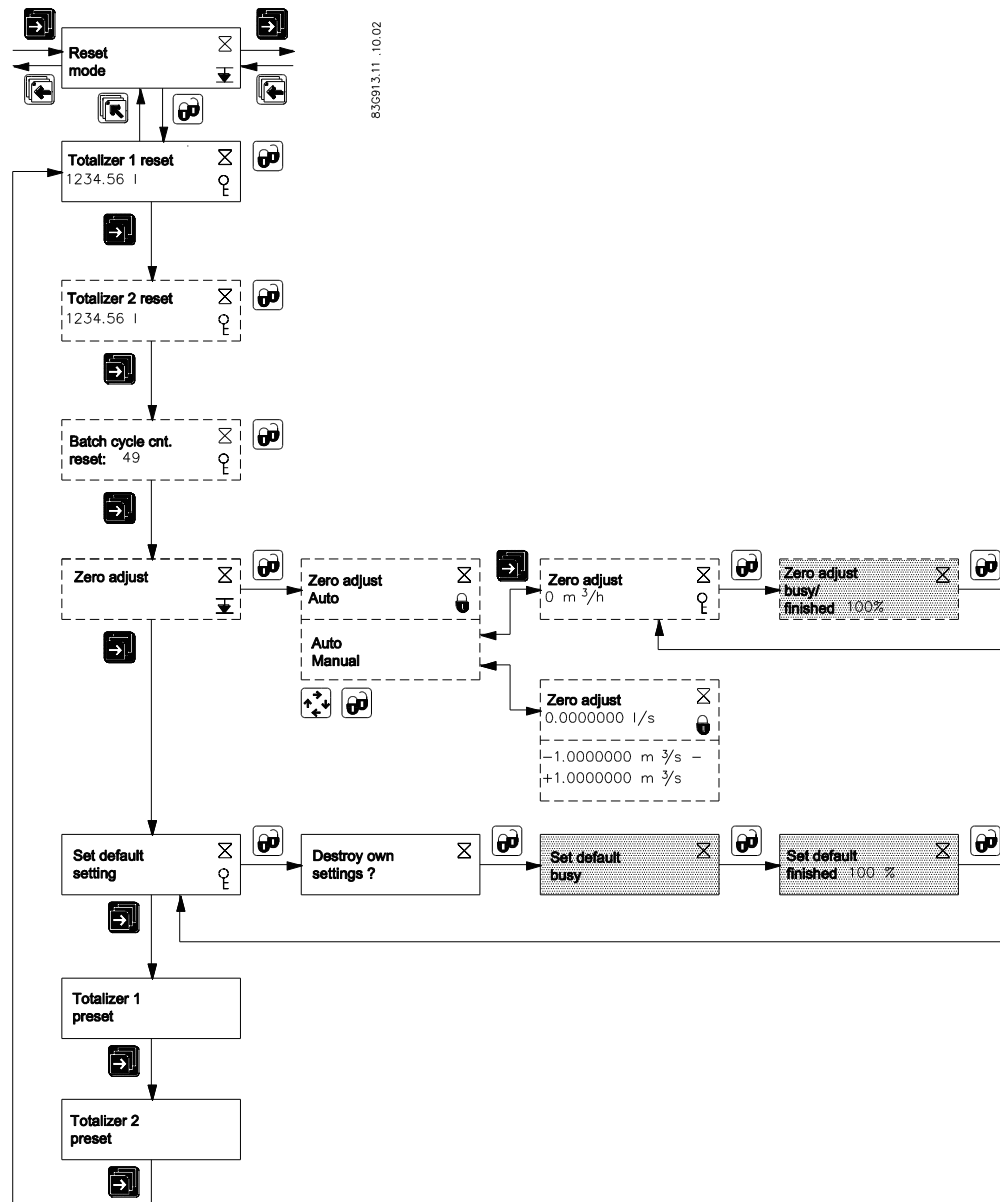 Reset
mode
83G913.11 .10.02
Totalizer 1 reset
1234.56 l
Totalizer 2 reset
1234.56 l
Batch cycle cnt.
reset: 49
Zero adjust
Zero adjust
Auto
Auto
Manual
Zero adjust
0 m³/h
Zero adjust
busy/
finished 100%
Zero adjust
0.0000000 l/s
−1.0000000 m³/s −
+1.0000000 m³/s
Set default
setting
Destroy own
settings ?
Set default
busy
Set default
finished 100 %
Totalizer 1
preset
Totalizer 2
preset